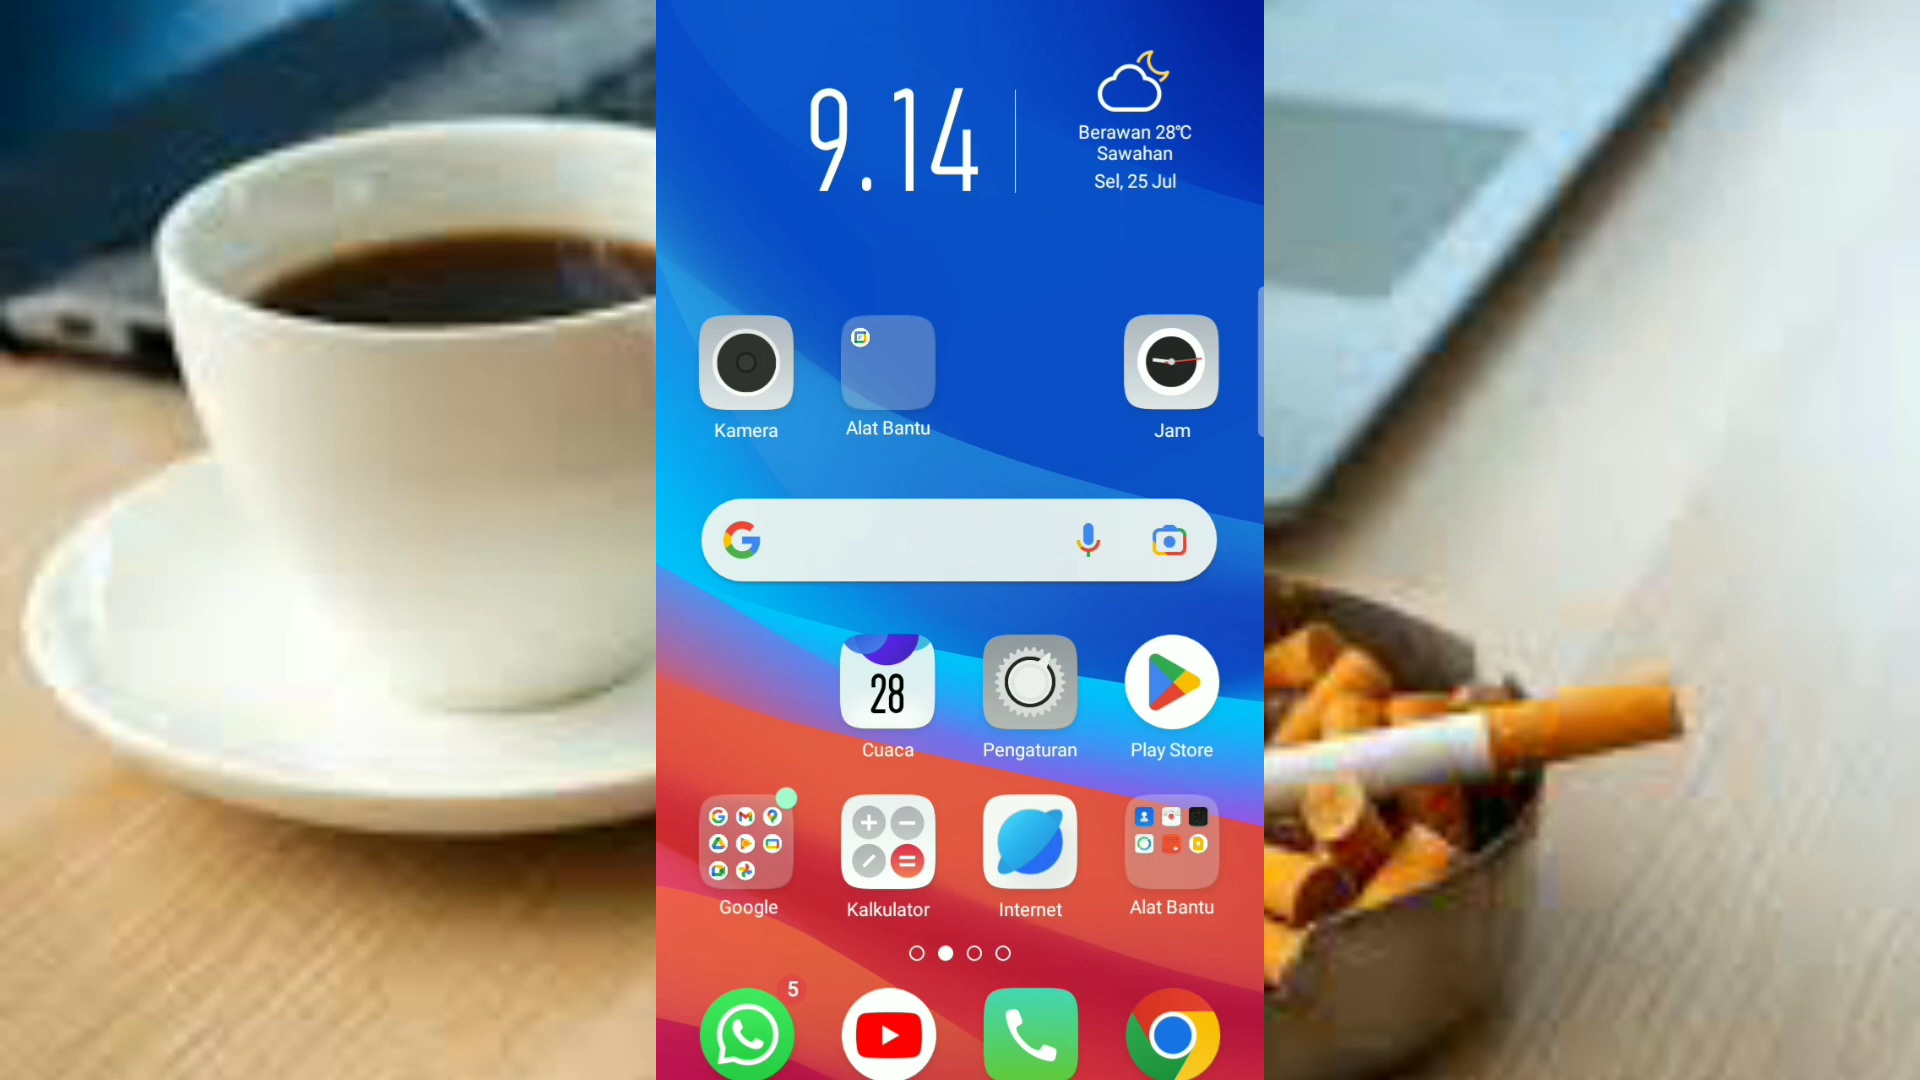 9.14
Berawan 28°C
Sawahan
Sel, 25 Jul
Kamera
Alat Bantu
Jam
28
Cuaca
Pengaturan
Play Store
Google
Kalkulator
Internet
Alat Bantu
5